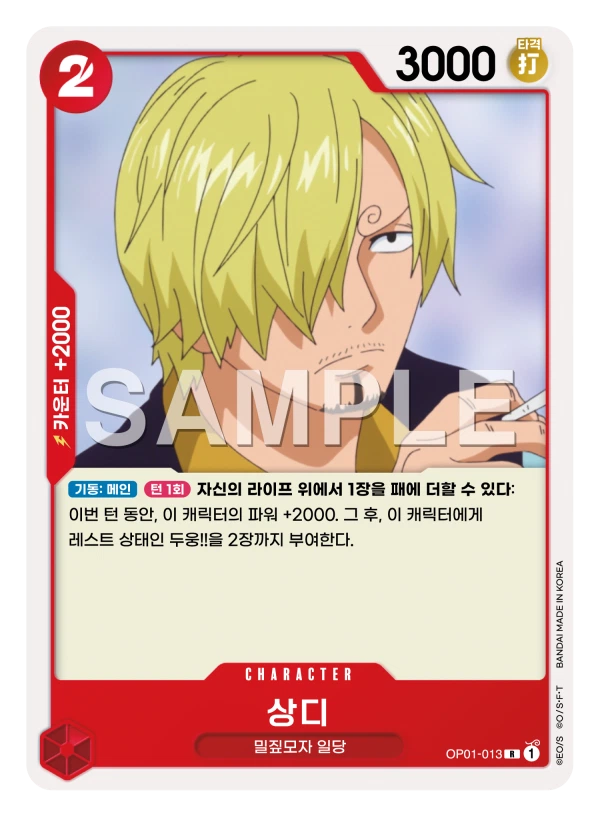 2
3000
타격
打
⚡카운터 +2000
SAMPLE
기동: 메인 턴 1회 자신의 라이프 위에서 1장을 패에 더할 수 있다:
이번 턴 동안, 이 캐릭터의 파워 +2000. 그 후, 이 캐릭터에게
레스트 상태인 두웅!!을 2장까지 부여한다.
CHARACTER
상디
밀짚모자 일당
OP01-013 R 1
©EO/S ©O/S·F·T BANDAI MADE IN KOREA